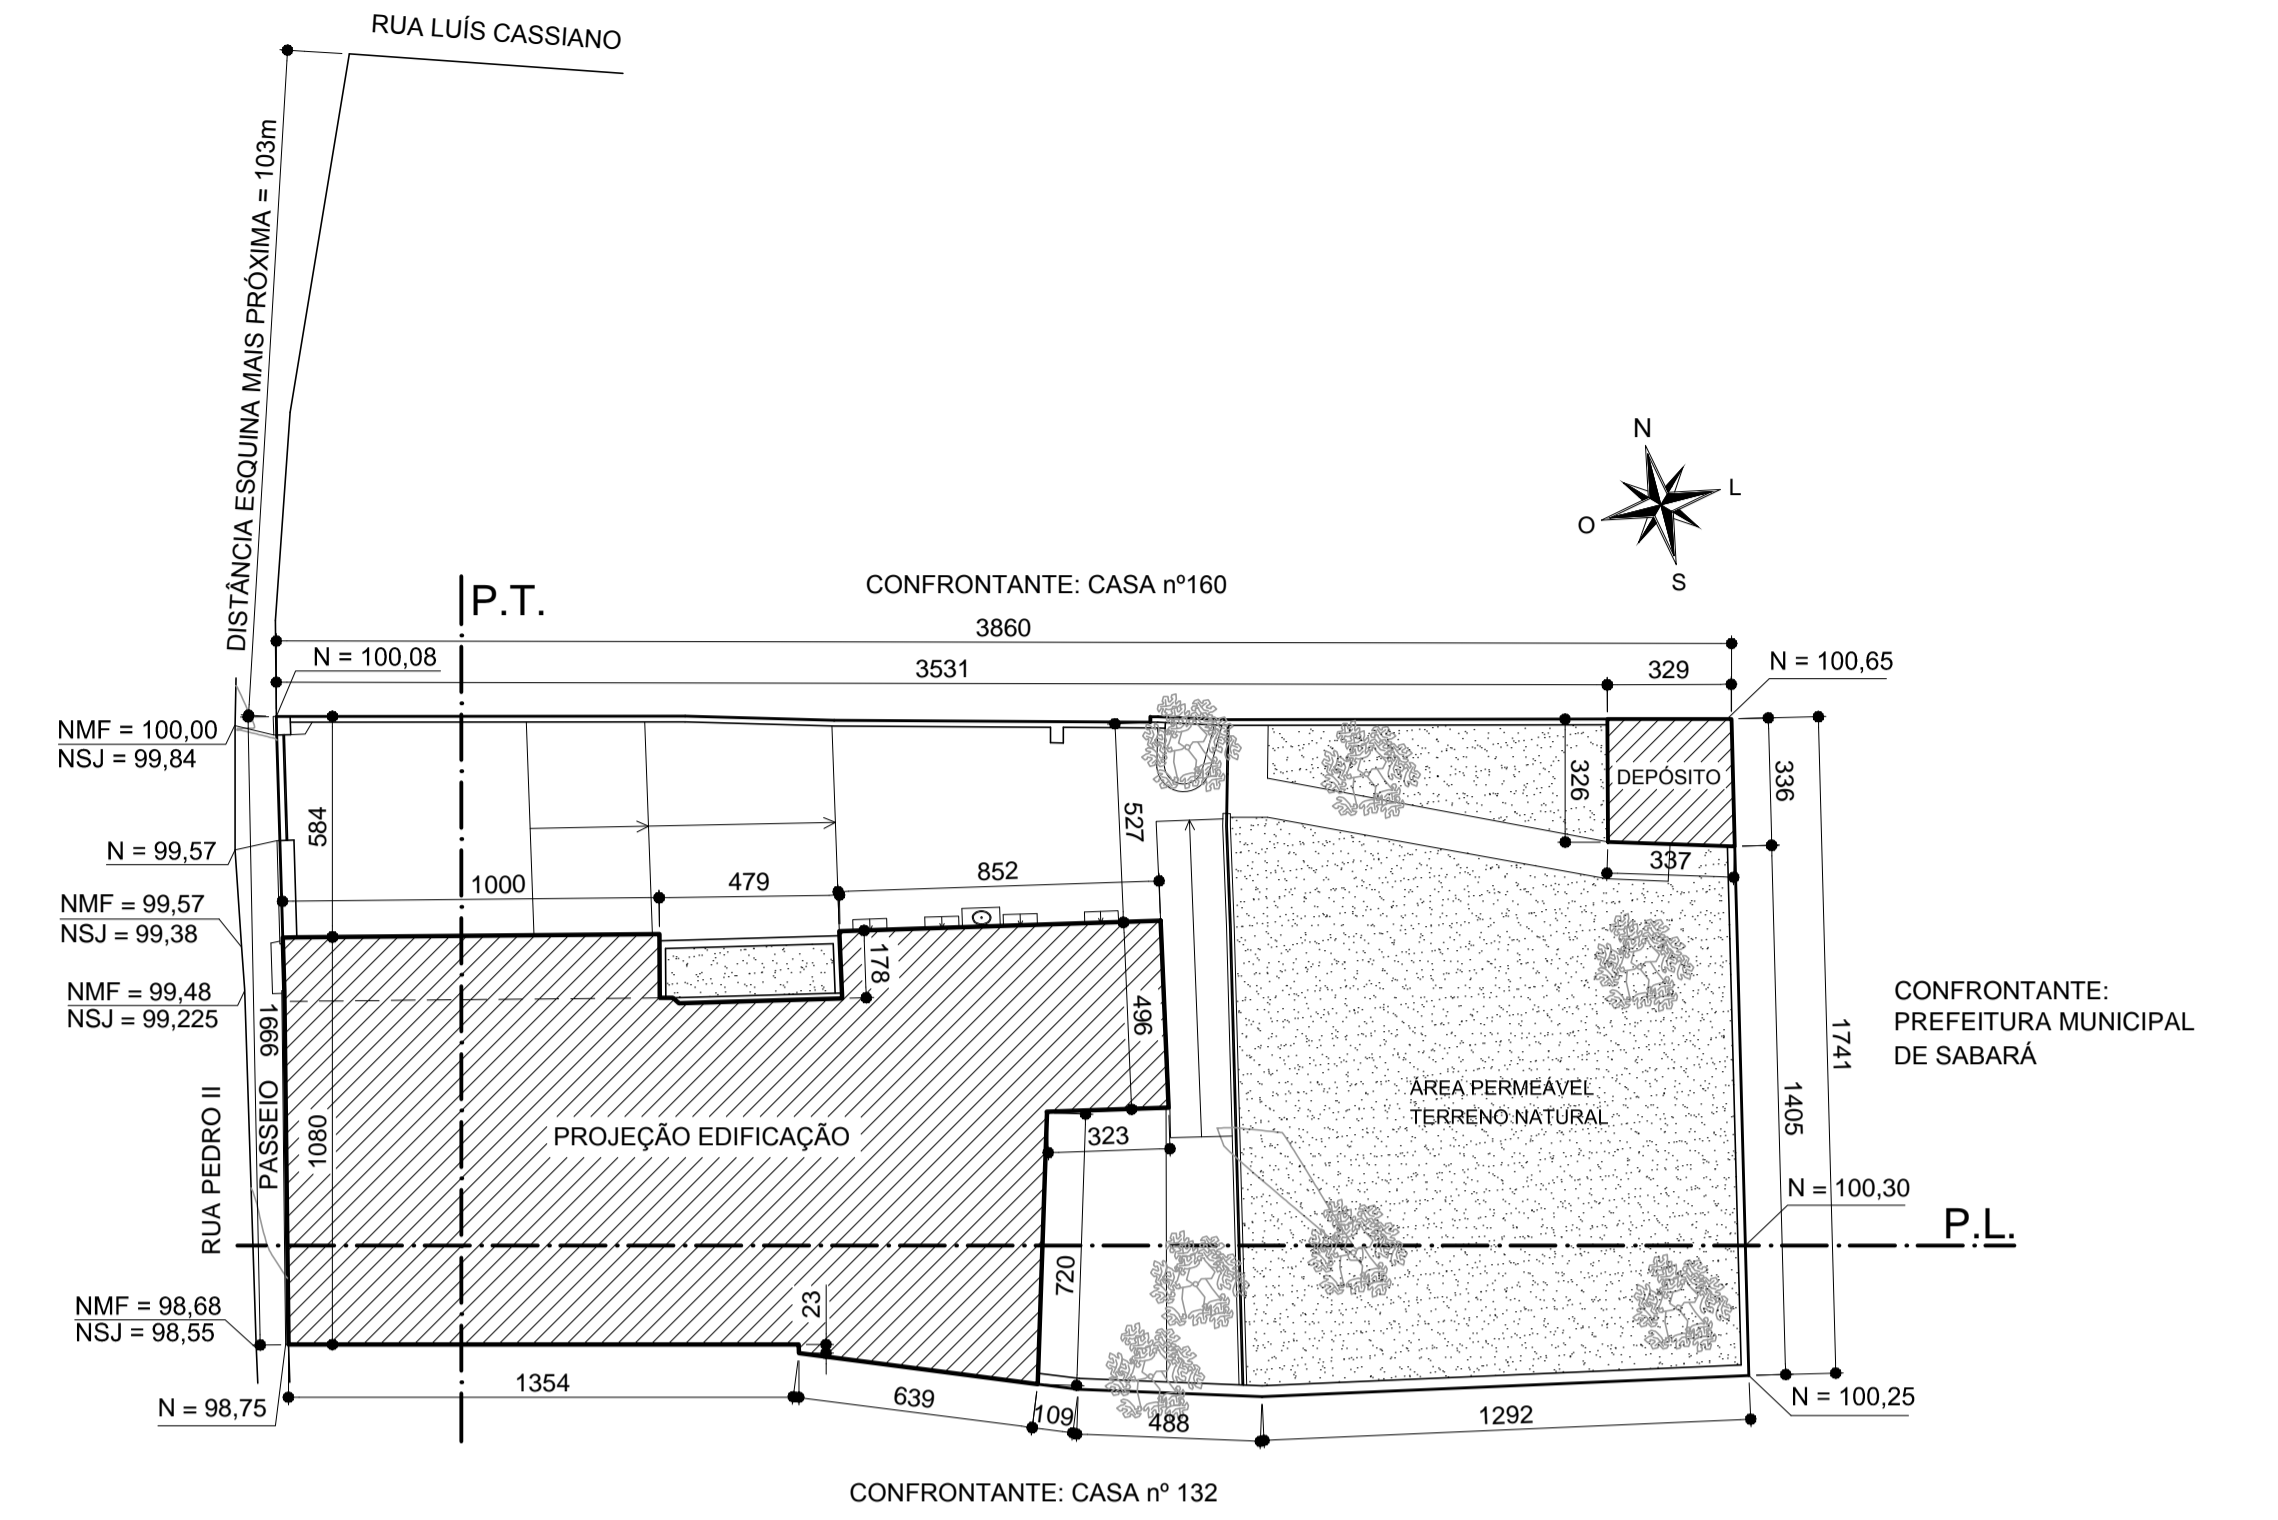 RUA LUÍS CASSIANO
DISTÂNCIA ESQUINA MAIS PRÓXIMA = 103m
N
L
O
S
P.T.
CONFRONTANTE: CASA nº160
3860
N = 100,08
3531
329
N = 100,65
NMF = 100,00
NSJ = 99,84
584
527
326
DEPÓSITO
336
N = 99,57
1000
479
852
337
NMF = 99,57
NSJ = 99,38
178
496
NMF = 99,48
NSJ = 99,225
1666
PASSEIO
RUA PEDRO II
1080
PROJEÇÃO EDIFICAÇÃO
323
ÁREA PERMEÁVEL
TERRENO NATURAL
1405
1741
CONFRONTANTE:
PREFEITURA MUNICIPAL
DE SABARÁ
N = 100,30
P.L.
720
23
NMF = 98,68
NSJ = 98,55
N = 98,75
1354
639
109
488
1292
N = 100,25
CONFRONTANTE: CASA nº 132